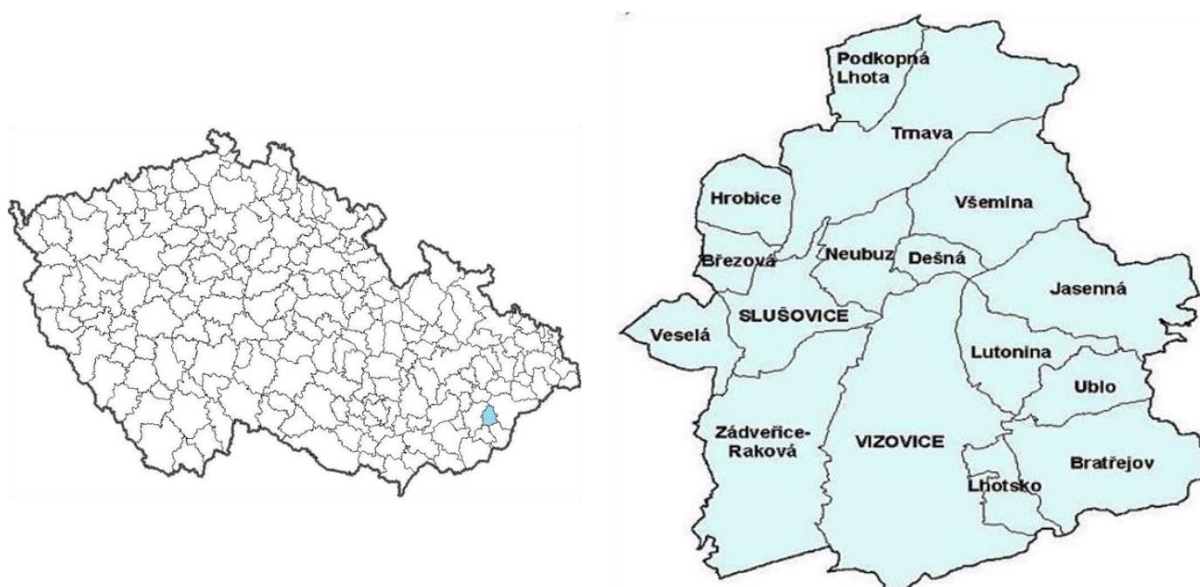 Podkopná
Lhota
Trnava
Hrobice
Všemina
Březová
Neubuz
Dešná
Jasenná
SLUŠOVICE
Veselá
Lutonina
Ublo
Zádveřice-
Raková
VIZOVICE
Bratřejov
Lhotsko